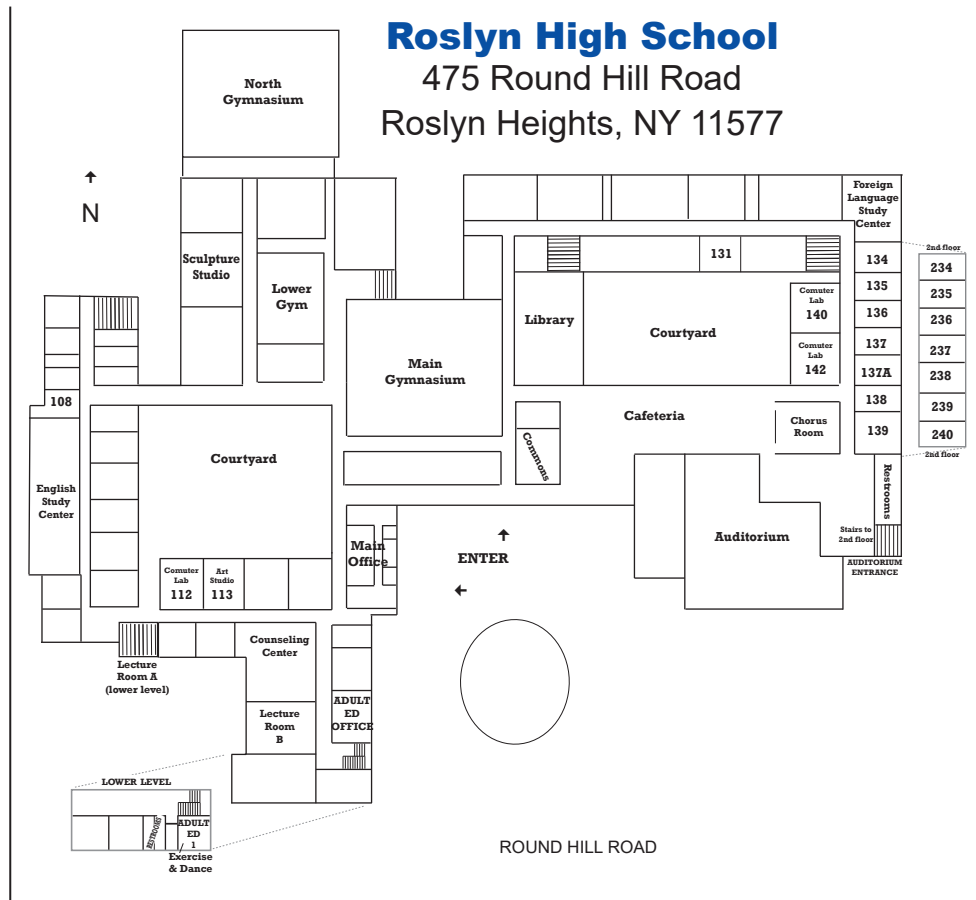 Roslyn High School
475 Round Hill Road
Roslyn Heights, NY 11577
North
Gymnasium
N
Foreign
Language
Study
Center
2nd floor
Sculpture
Studio
Lower
Gym
131
134
135
136
137
137A
138
139
234
235
236
237
238
239
240
2nd floor
Comuter
Lab
140
Comuter
Lab
142
Library
Courtyard
Main
Gymnasium
108
Cafeteria
Chorus
Room
Commons
Courtyard
English
Study
Center
Restrooms
Main
Office
ENTER
Auditorium
Stairs to
2nd floor
AUDITORIUM
ENTRANCE
Comuter
Lab
112
Art
Studio
113
Counseling
Center
Lecture
Room A
(lower level)
ADULT
ED
OFFICE
Lecture
Room
B
LOWER LEVEL
RESTROOMS
ADULT
ED
1
Exercise
& Dance
ROUND HILL ROAD